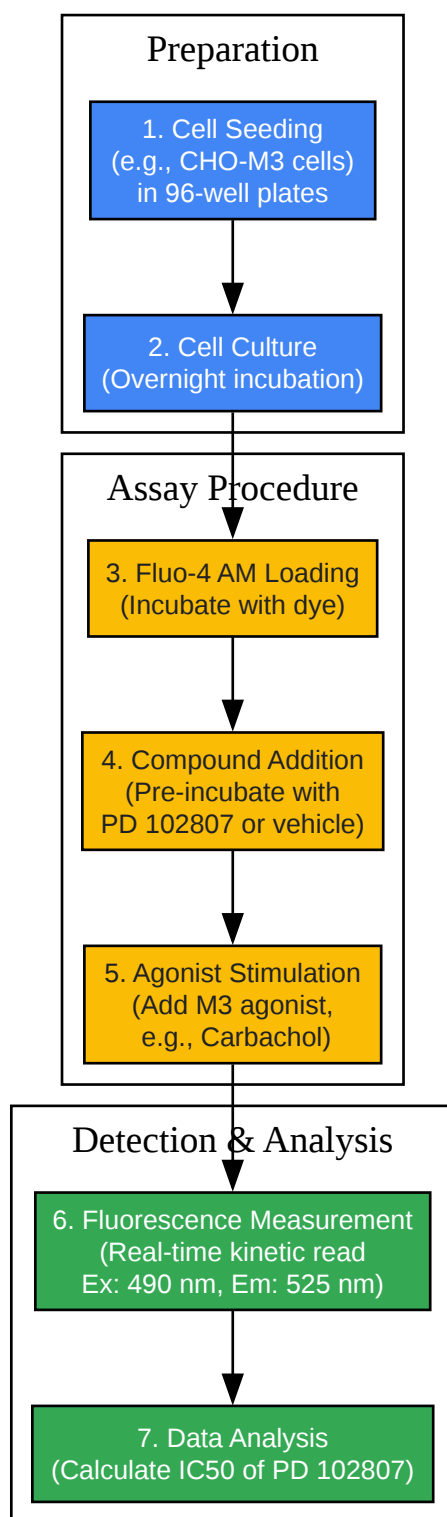 Preparation
1. Cell Seeding
(e.g., CHO-M3 cells)
in 96-well plates
2. Cell Culture
(Overnight incubation)
Assay Procedure
3. Fluo-4 AM Loading
(Incubate with dye)
4. Compound Addition
(Pre-incubate with
PD 102807 or vehicle)
5. Agonist Stimulation
(Add M3 agonist,
e.g., Carbachol)
Detection & Analysis
6. Fluorescence Measurement
(Real-time kinetic read
Ex: 490 nm, Em: 525 nm)
7. Data Analysis
(Calculate IC50 of PD 102807)